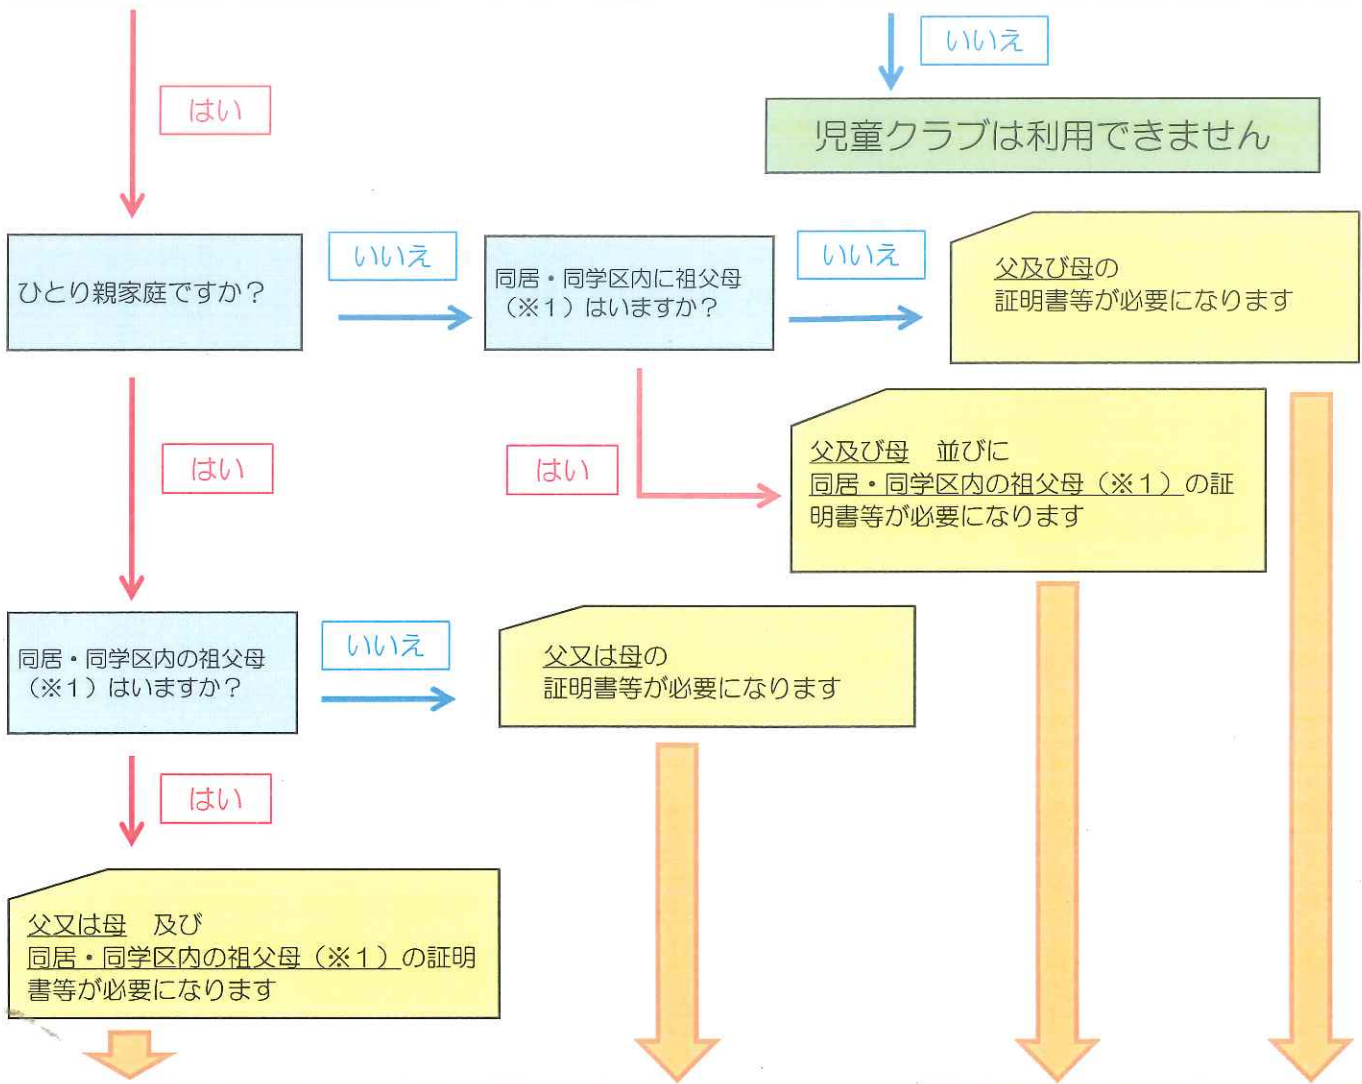 いいえ
はい
児童クラブは利用できません
ひとり親家庭ですか？
いいえ
同居・同学区内に祖父母
（※１）はいますか？
いいえ
父及び母の
証明書等が必要になります
はい
はい
父及び母　並びに
同居・同学区内の祖父母（※１）の証
明書等が必要になります
同居・同学区内の祖父母
（※１）はいますか？
いいえ
父又は母の
証明書等が必要になります
はい
父又は母　及び
同居・同学区内の祖父母（※１）の証明
書等が必要になります